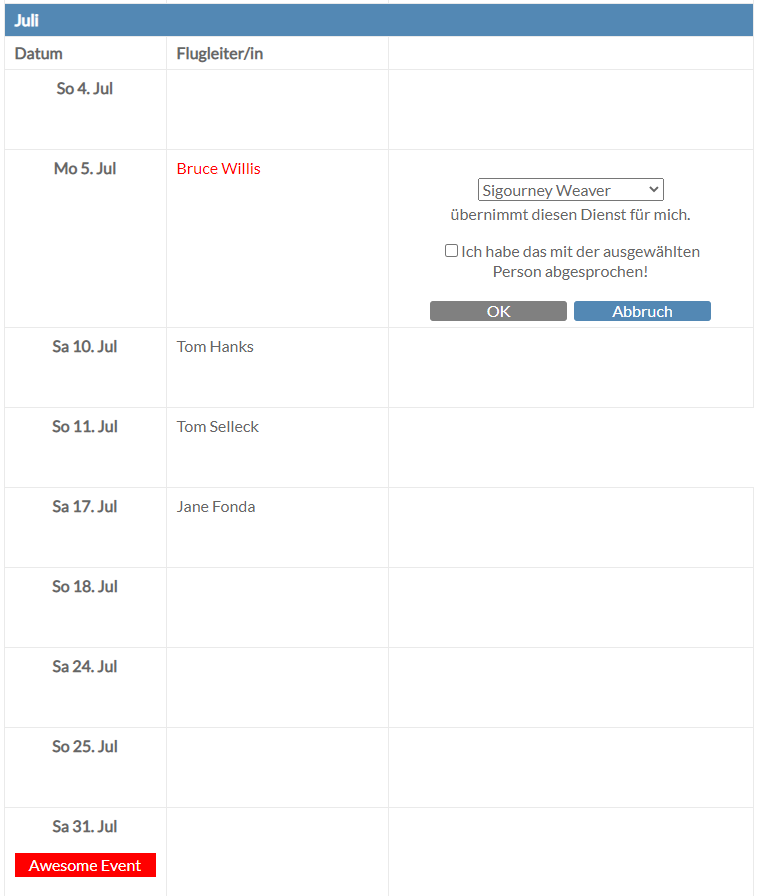 Juli
Datum Flugleiter/in
So 4. Jul
Mo 5. Jul Bruce Willis
Sigourney Weaver
übernimmt diesen Dienst für mich.
Ich habe das mit der ausgewählten
Person abgesprochen!
OK Abbruch
Sa 10. Jul Tom Hanks
So 11. Jul Tom Selleck
Sa 17. Jul Jane Fonda
So 18. Jul
Sa 24. Jul
So 25. Jul
Sa 31. Jul
Awesome Event